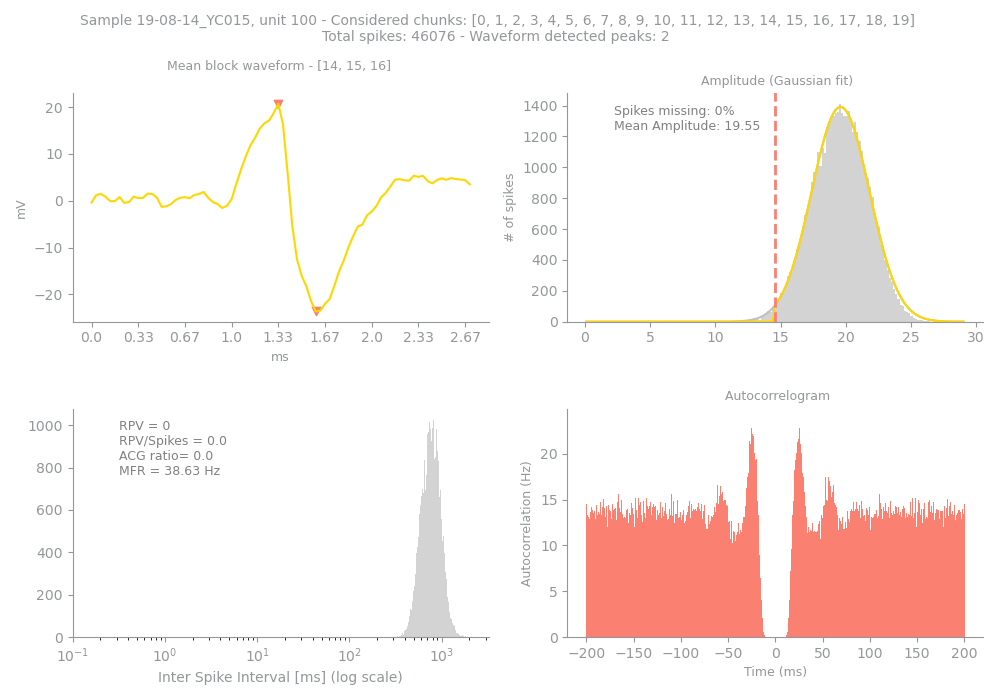 Sample 19-08-14_YC015, unit 100 - Considered chunks: [0, 1, 2, 3, 4, 5, 6, 7, 8, 9, 10, 11, 12, 13, 14, 15, 16, 17, 18, 19]
Total spikes: 46076 - Waveform detected peaks: 2
Mean block waveform - [14, 15, 16]
20
10
0
−10
−20
mV
0.0 0.33 0.67 1.0 1.33 1.67 2.0 2.33 2.67
ms
Amplitude (Gaussian fit)
Spikes missing: 0%
Mean Amplitude: 19.55
1400
1200
1000
800
600
400
200
0
# of spikes
0 5 10 15 20 25 30
RPV = 0
RPV/Spikes = 0.0
ACG ratio= 0.0
MFR = 38.63 Hz
1000
800
600
400
200
0
10⁻¹ 10⁰ 10¹ 10² 10³
Inter Spike Interval [ms] (log scale)
Autocorrelogram
20
15
10
5
0
Autocorrelation (Hz)
−200 −150 −100 −50 0 50 100 150 200
Time (ms)